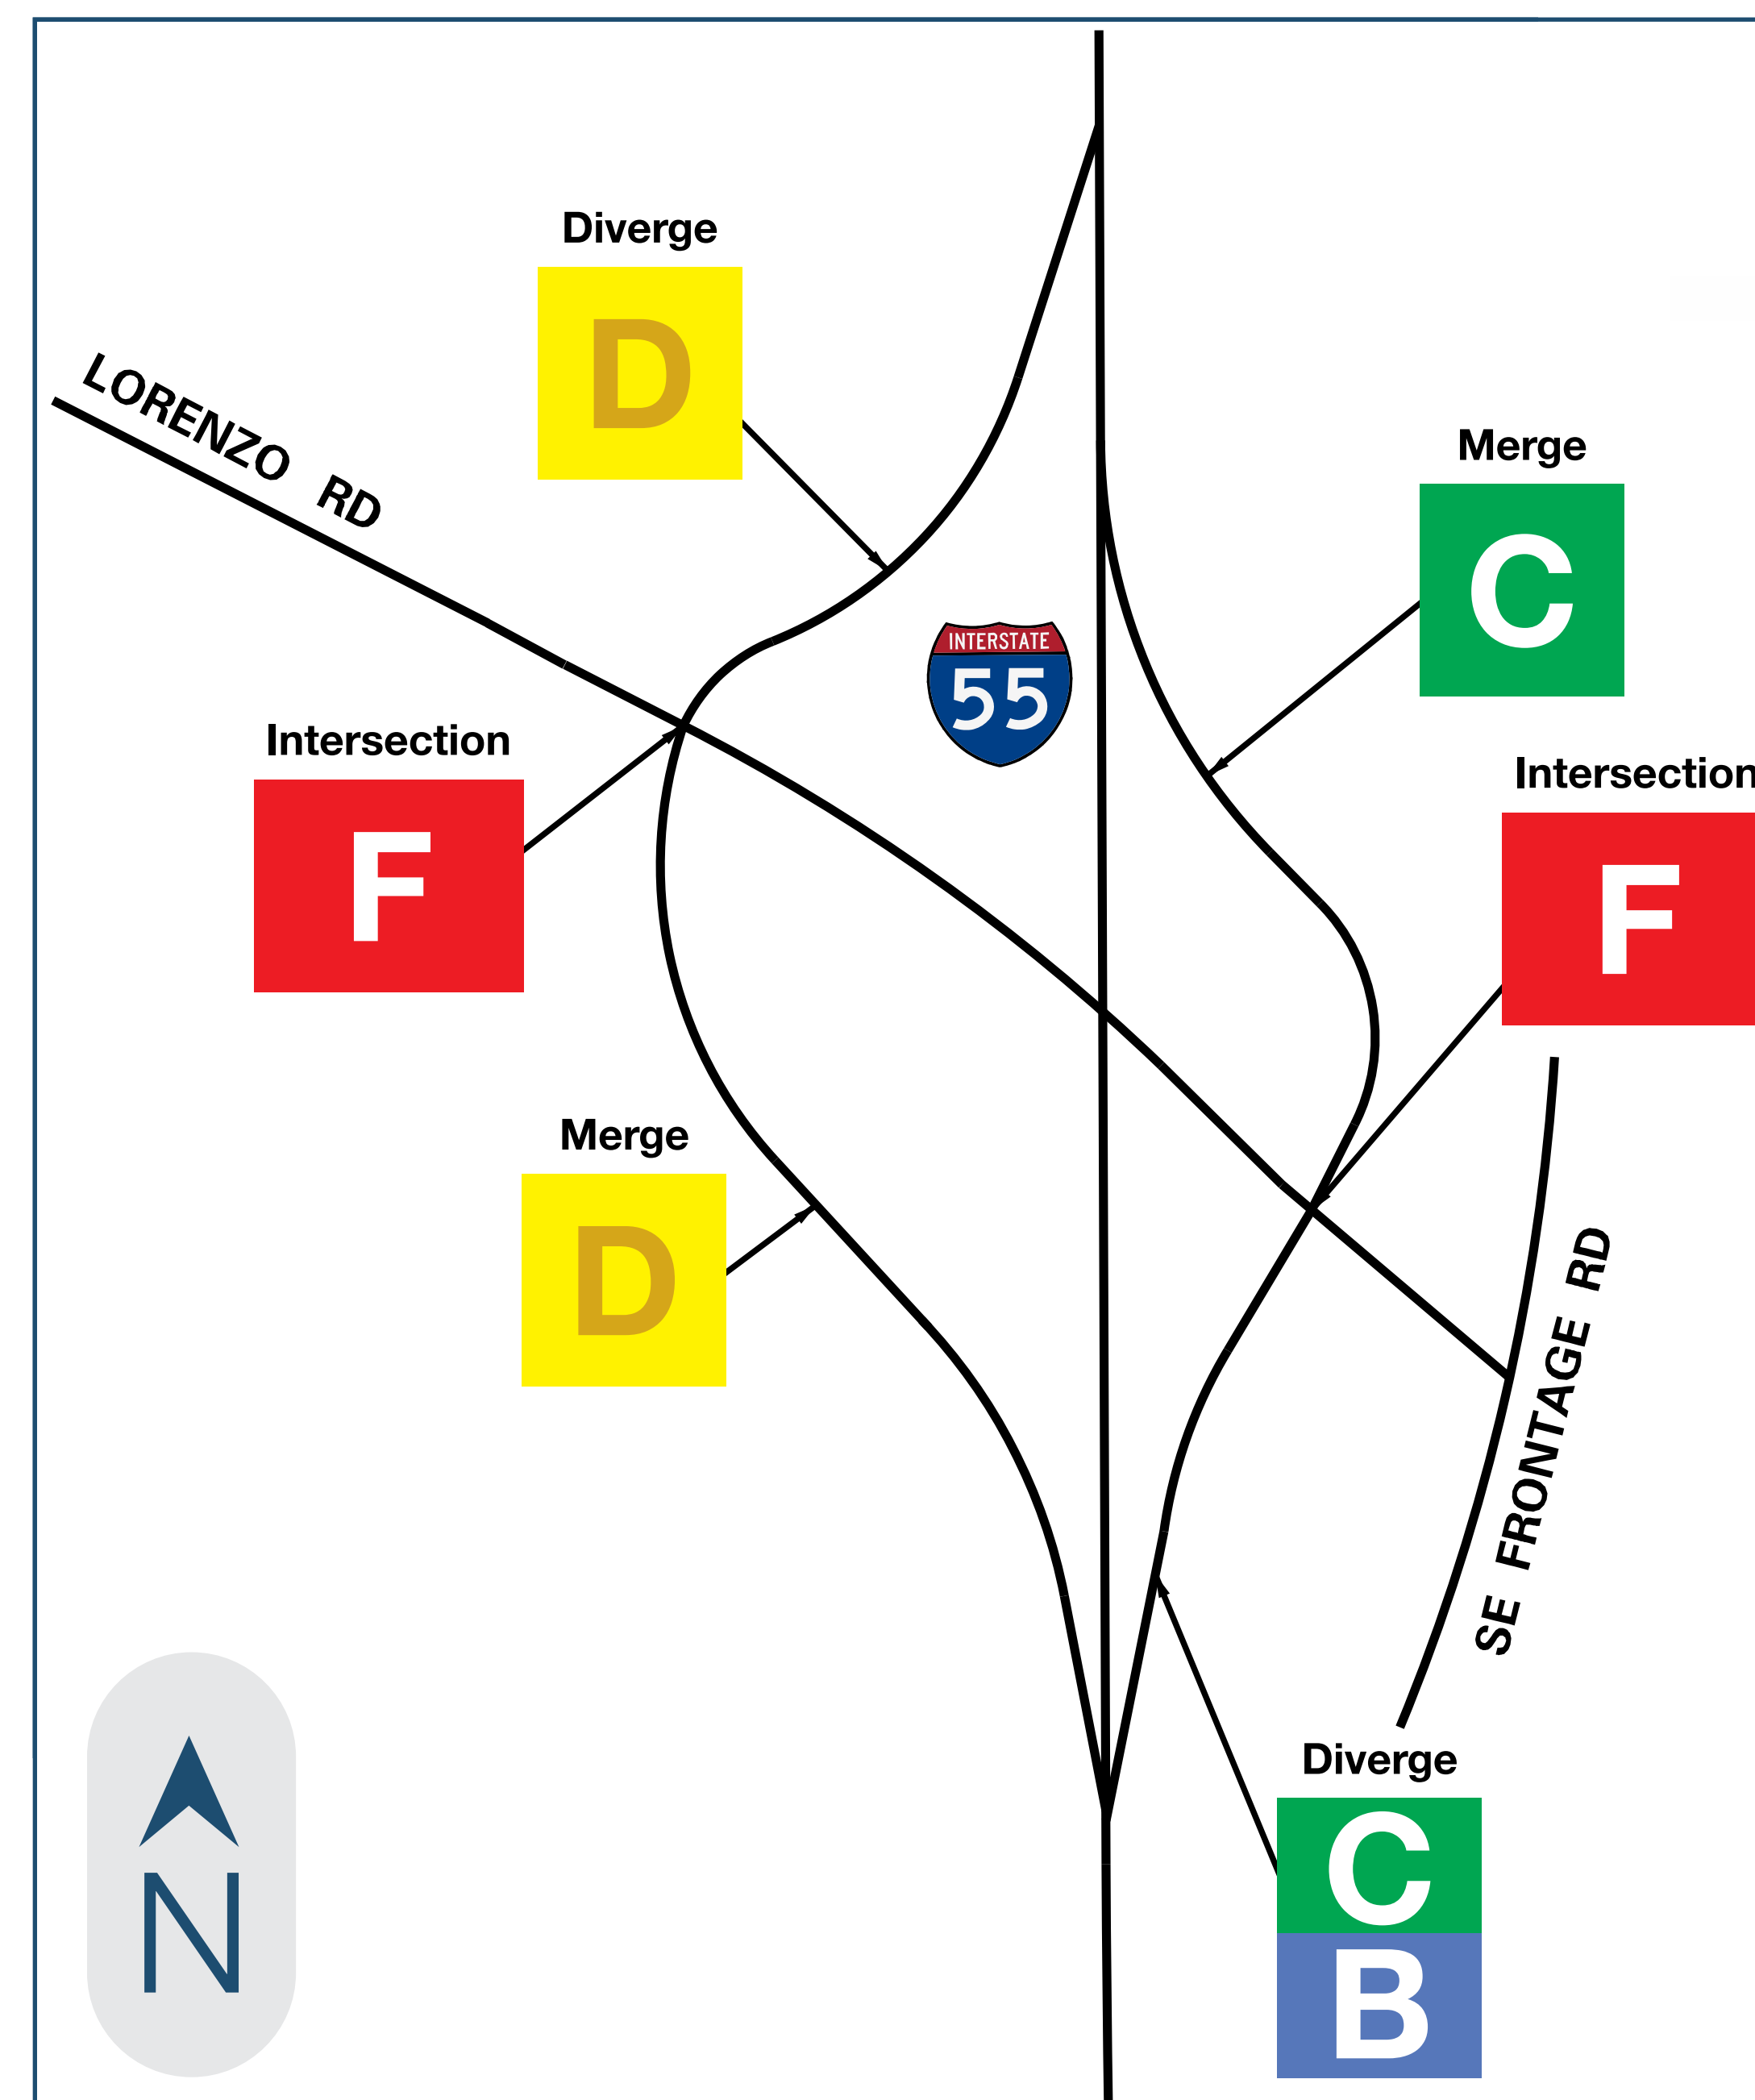 Diverge
D
LORENZO RD
Merge
C
INTERSTATE
55
Intersection
F
Intersection
F
Merge
D
SE FRONTAGE RD
Diverge
C
B
N